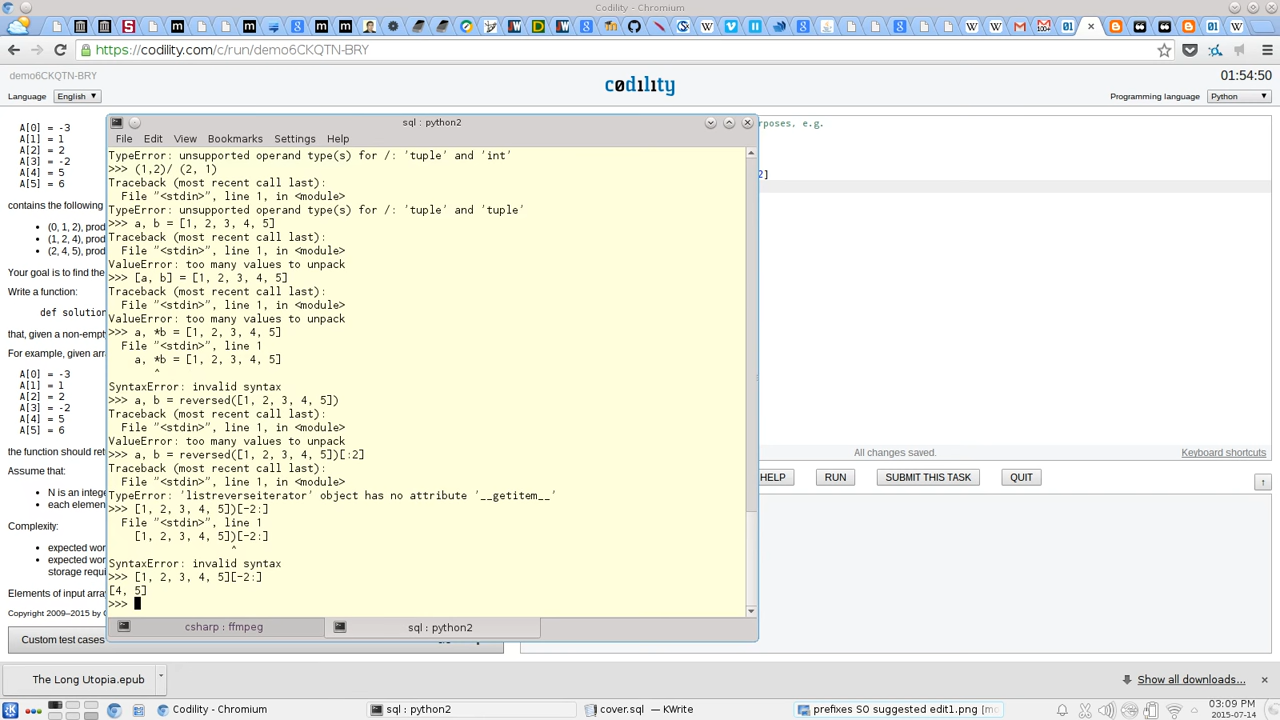 Codility - Chromium
https://codility.com/c/run/demo6CKQTN-BRY
demo6CKQTN-BRY
01:54:50
Language English
codility
Programming language Python
A[0] = -3
A[1] = 1
A[2] = 2
A[3] = -2
A[4] = 5
A[5] = 6
contains the following
(0, 1, 2), prod
(1, 2, 4), prod
(2, 4, 5), prod
Your goal is to find the
Write a function:
def solution
that, given a non-empt
For example, given arra
A[0] = -3
A[1] = 1
A[2] = 2
A[3] = -2
A[4] = 5
A[5] = 6
the function should retu
Assume that:
N is an intege
each elemen
Complexity:
expected wor
expected wor
storage requi
Elements of input array
Copyright 2009–2015 by C
Custom test cases
sql : python2
File Edit View Bookmarks Settings Help
TypeError: unsupported operand type(s) for /: 'tuple' and 'int'
>>> (1,2)/ (2, 1)
Traceback (most recent call last):
File "<stdin>", line 1, in <module>
TypeError: unsupported operand type(s) for /: 'tuple' and 'tuple'
>>> a, b = [1, 2, 3, 4, 5]
Traceback (most recent call last):
File "<stdin>", line 1, in <module>
ValueError: too many values to unpack
>>> [a, b] = [1, 2, 3, 4, 5]
Traceback (most recent call last):
File "<stdin>", line 1, in <module>
ValueError: too many values to unpack
>>> a, *b = [1, 2, 3, 4, 5]
File "<stdin>", line 1
a, *b = [1, 2, 3, 4, 5]
^
SyntaxError: invalid syntax
>>> a, b = reversed([1, 2, 3, 4, 5])
Traceback (most recent call last):
File "<stdin>", line 1, in <module>
ValueError: too many values to unpack
>>> a, b = reversed([1, 2, 3, 4, 5])[:2]
Traceback (most recent call last):
File "<stdin>", line 1, in <module>
TypeError: 'listreverseiterator' object has no attribute '__getitem__'
>>> [1, 2, 3, 4, 5])[-2:]
File "<stdin>", line 1
[1, 2, 3, 4, 5])[-2:]
^
SyntaxError: invalid syntax
>>> [1, 2, 3, 4, 5][-2:]
[4, 5]
>>>
csharp : ffmpeg sql : python2
rposes, e.g.
2]
All changes saved. Keyboard shortcuts
HELP RUN SUBMIT THIS TASK QUIT
The Long Utopia.epub
Show all downloads...
Codility - Chromium
sql : python2
cover.sql — KWrite
prefixes SO suggested edit1.png [mo
03:09 PM
2015-07-14